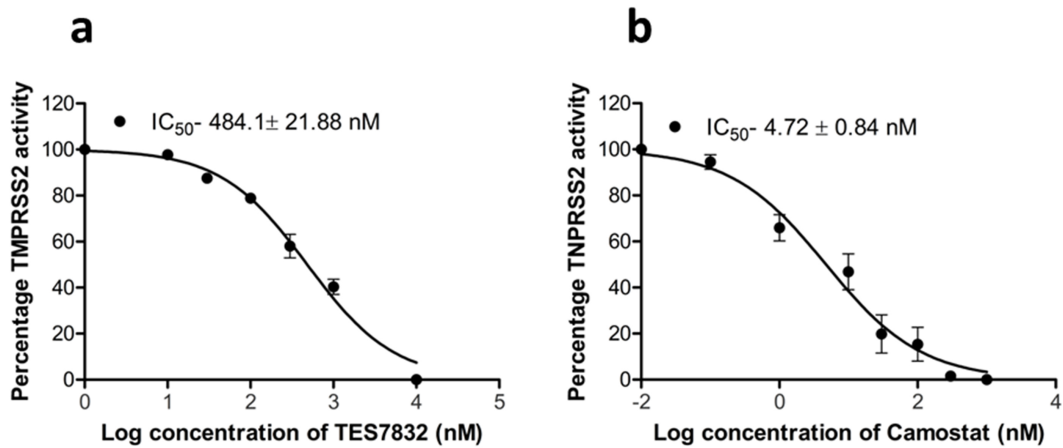 a
Percentage TMPRSS2 activity
120
100
80
60
40
20
0
IC50- 484.1± 21.88 nM
0 1 2 3 4 5
Log concentration of TES7832 (nM)
b
Percentage TNPRSS2 activity
120
100
80
60
40
20
0
IC50- 4.72 ± 0.84 nM
-2 0 2 4
Log concentration of Camostat (nM)